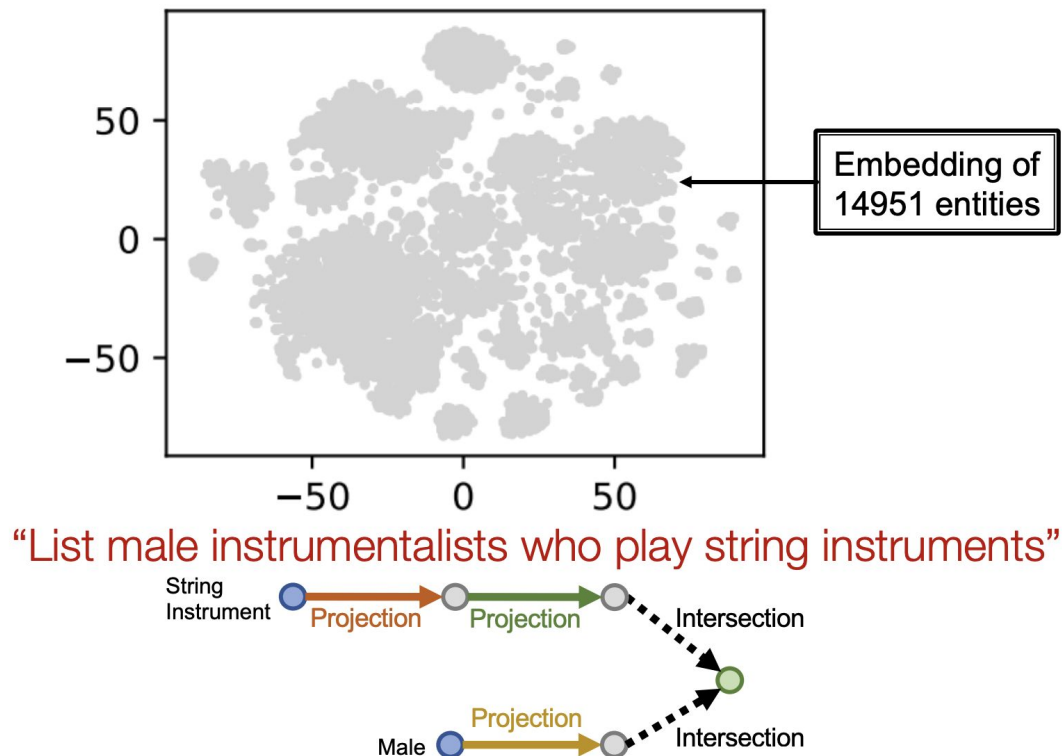 50
0
−50
−50
0
50
Embedding of
14951 entities
“List male instrumentalists who play string instruments”
String
Instrument
Projection
Projection
Intersection
Projection
Male
Intersection